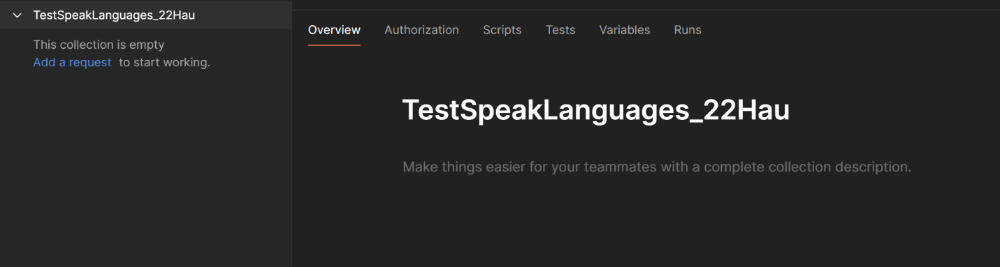 TestSpeakLanguages_22Hau
This collection is empty
Add a request to start working.
Overview Authorization Scripts Tests Variables Runs
TestSpeakLanguages_22Hau
Make things easier for your teammates with a complete collection description.